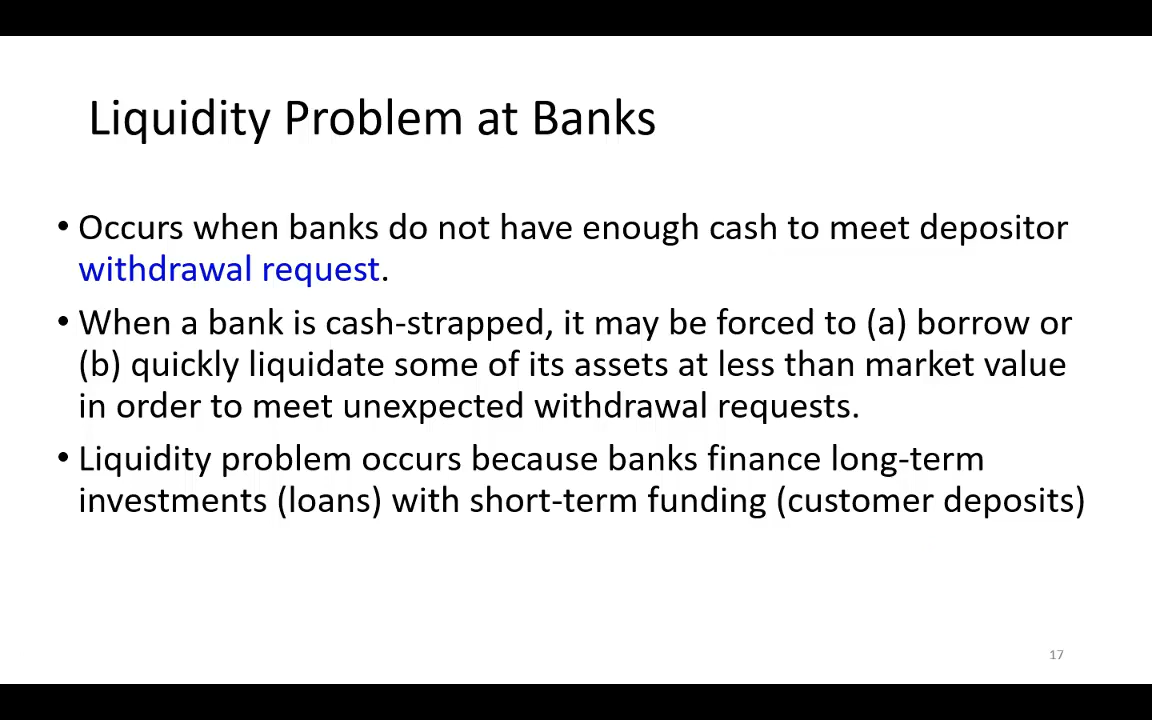 Liquidity Problem at Banks
• Occurs when banks do not have enough cash to meet depositor
withdrawal request.
• When a bank is cash-strapped, it may be forced to (a) borrow or
(b) quickly liquidate some of its assets at less than market value
in order to meet unexpected withdrawal requests.
• Liquidity problem occurs because banks finance long-term
investments (loans) with short-term funding (customer deposits)
17